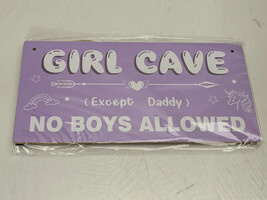 GIRL CAVE
(Except Daddy)
NO BOYS ALLOWED